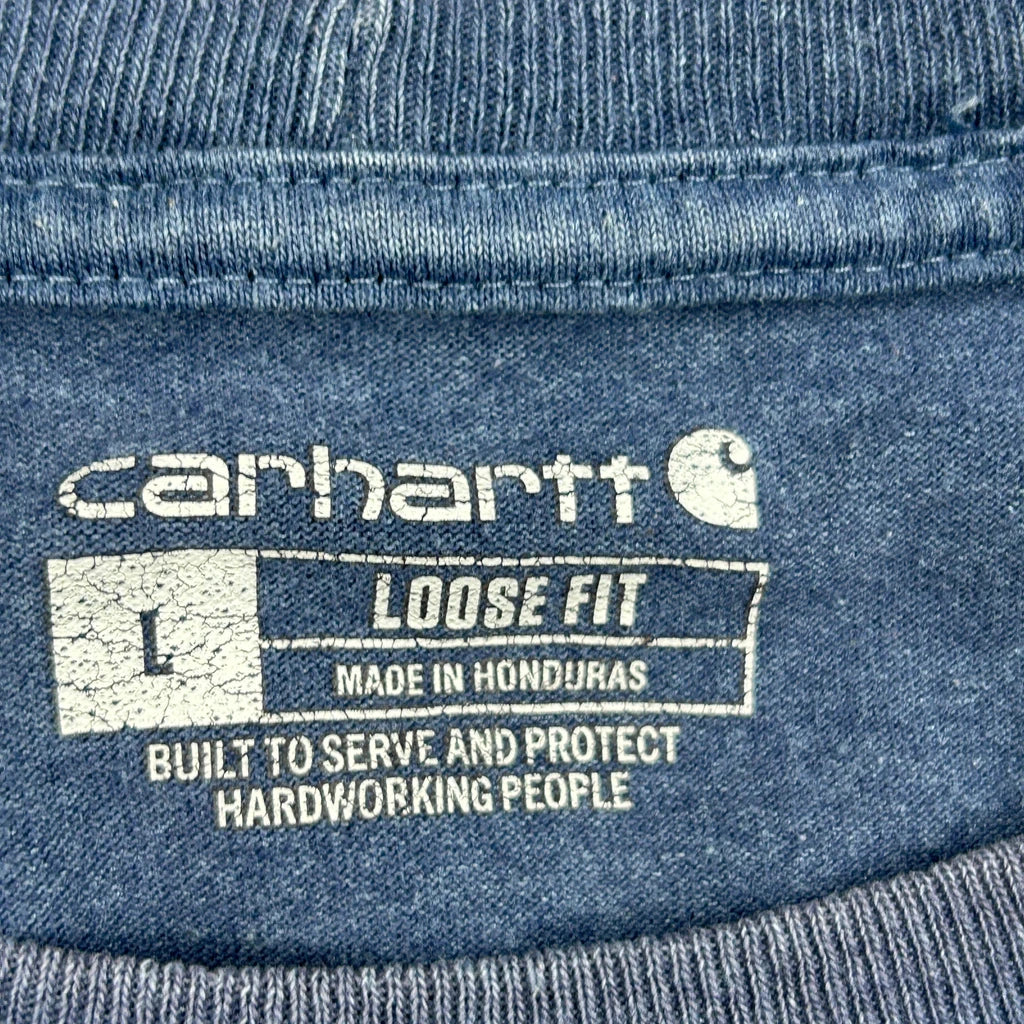 carhartt
L
LOOSE FIT
MADE IN HONDURAS
BUILT TO SERVE AND PROTECT
HARDWORKING PEOPLE